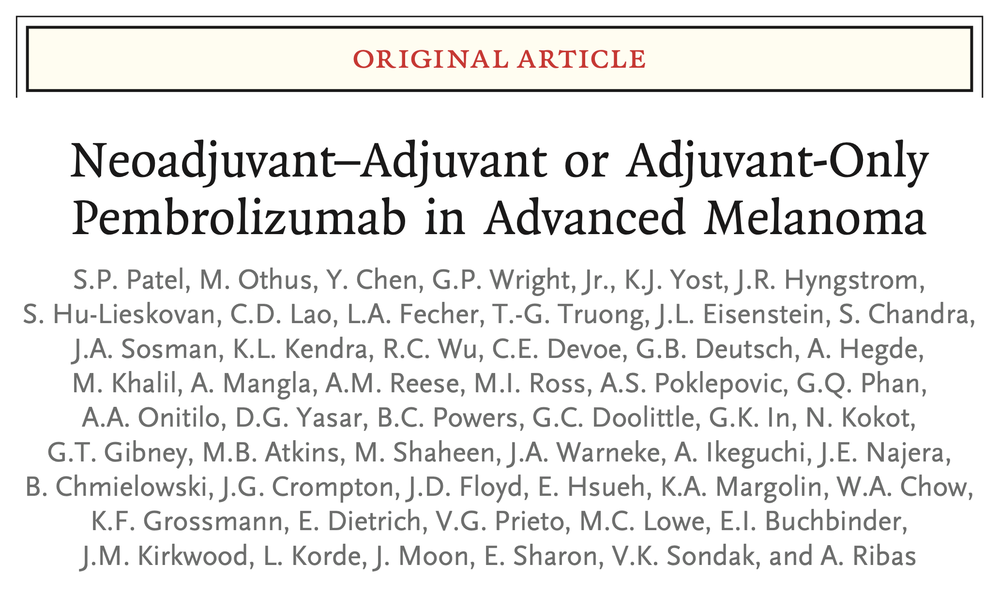 ORIGINAL ARTICLE
Neoadjuvant–Adjuvant or Adjuvant-Only
Pembrolizumab in Advanced Melanoma
S.P. Patel, M. Othus, Y. Chen, G.P. Wright, Jr., K.J. Yost, J.R. Hyngstrom,
S. Hu-Lieskovan, C.D. Lao, L.A. Fecher, T.-G. Truong, J.L. Eisenstein, S. Chandra,
J.A. Sosman, K.L. Kendra, R.C. Wu, C.E. Devoe, G.B. Deutsch, A. Hegde,
M. Khalil, A. Mangla, A.M. Reese, M.I. Ross, A.S. Poklepovic, G.Q. Phan,
A.A. Onitilo, D.G. Yasar, B.C. Powers, G.C. Doolittle, G.K. In, N. Kokot,
G.T. Gibney, M.B. Atkins, M. Shaheen, J.A. Warneke, A. Ikeguchi, J.E. Najera,
B. Chmielowski, J.G. Crompton, J.D. Floyd, E. Hsueh, K.A. Margolin, W.A. Chow,
K.F. Grossmann, E. Dietrich, V.G. Prieto, M.C. Lowe, E.I. Buchbinder,
J.M. Kirkwood, L. Korde, J. Moon, E. Sharon, V.K. Sondak, and A. Ribas